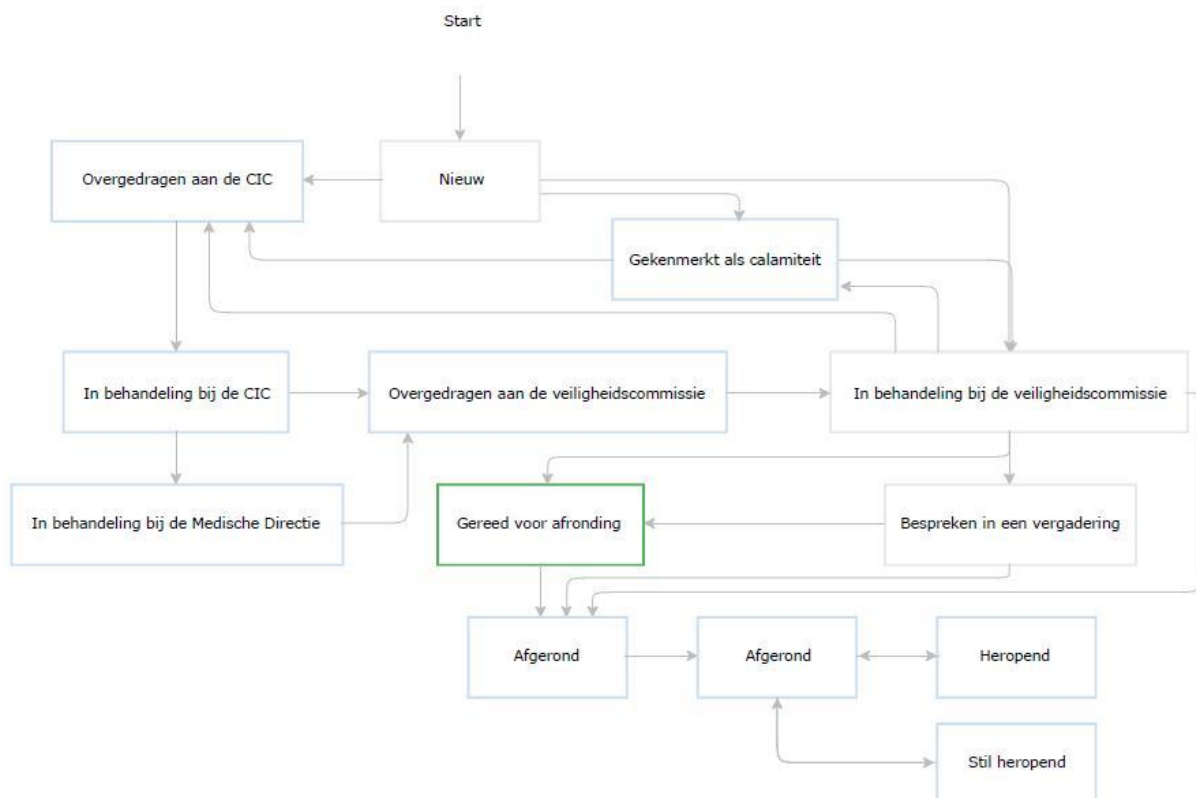 Start
Overgedragen aan de CIC
Nieuw
Gekenmerkt als calamiteit
In behandeling bij de CIC
Overgedragen aan de veiligheidscommissie
In behandeling bij de veiligheidscommissie
In behandeling bij de Medische Directie
Gereed voor afronding
Bespreken in een vergadering
Afgerond
Afgerond
Heropend
Stil heropend